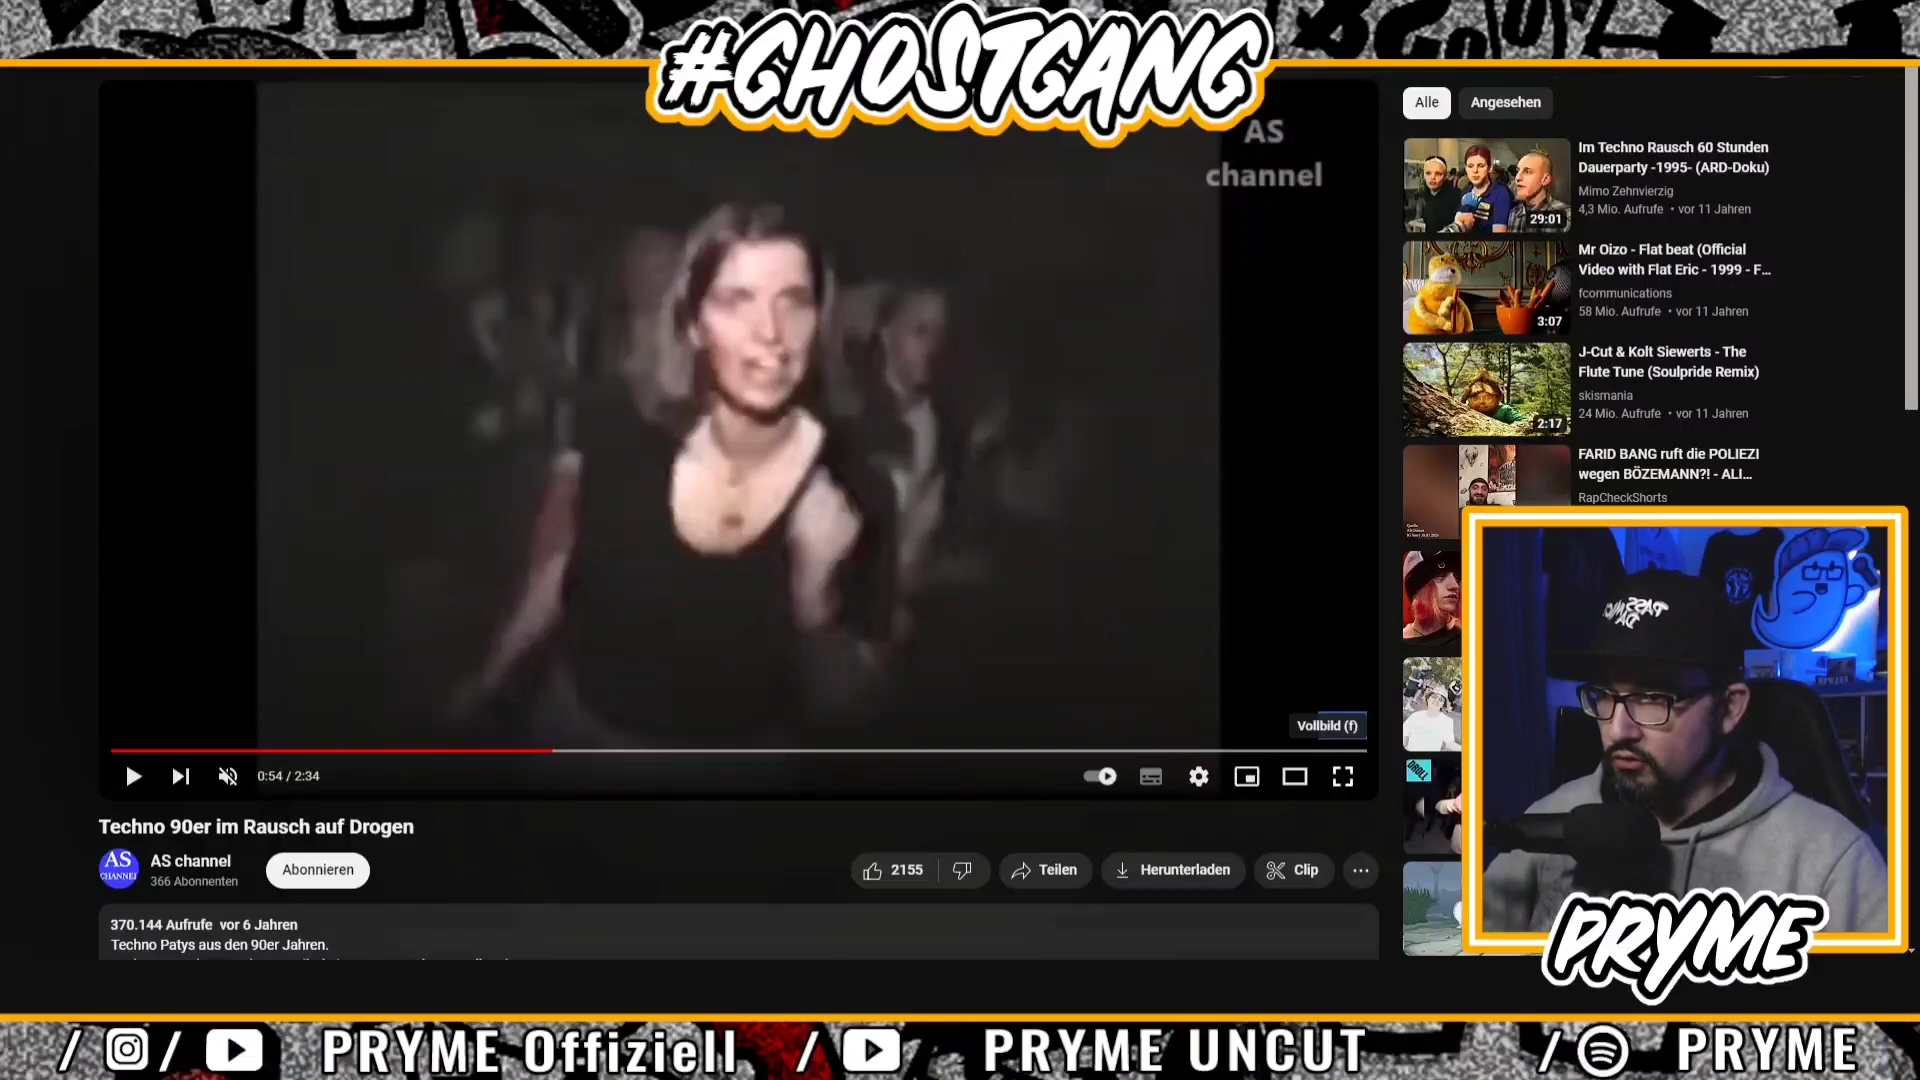 #GHOSTGANG
AS
channel
Vollbild (f)
0:54 / 2:34
Techno 90er im Rausch auf Drogen
AS
CHANNEL
AS channel
366 Abonnenten
Abonnieren
2155
Teilen
Herunterladen
Clip
370.144 Aufrufe vor 6 Jahren
Techno Patys aus den 90er Jahren.
Alle
Angesehen
Im Techno Rausch 60 Stunden
Dauerparty -1995- (ARD-Doku)
Mimo Zehnvierzig
4,3 Mio. Aufrufe • vor 11 Jahren
29:01
Mr Oizo - Flat beat (Official
Video with Flat Eric - 1999 - F...
fcommunications
58 Mio. Aufrufe • vor 11 Jahren
3:07
J-Cut & Kolt Siewerts - The
Flute Tune (Soulpride Remix)
skismania
24 Mio. Aufrufe • vor 11 Jahren
2:17
FARID BANG ruft die POLIEZI
wegen BÖZEMANN?! - ALI...
RapCheckShorts
DROLL
PRYME
/ / PRYME Offiziell / PRYME UNCUT / PRYME